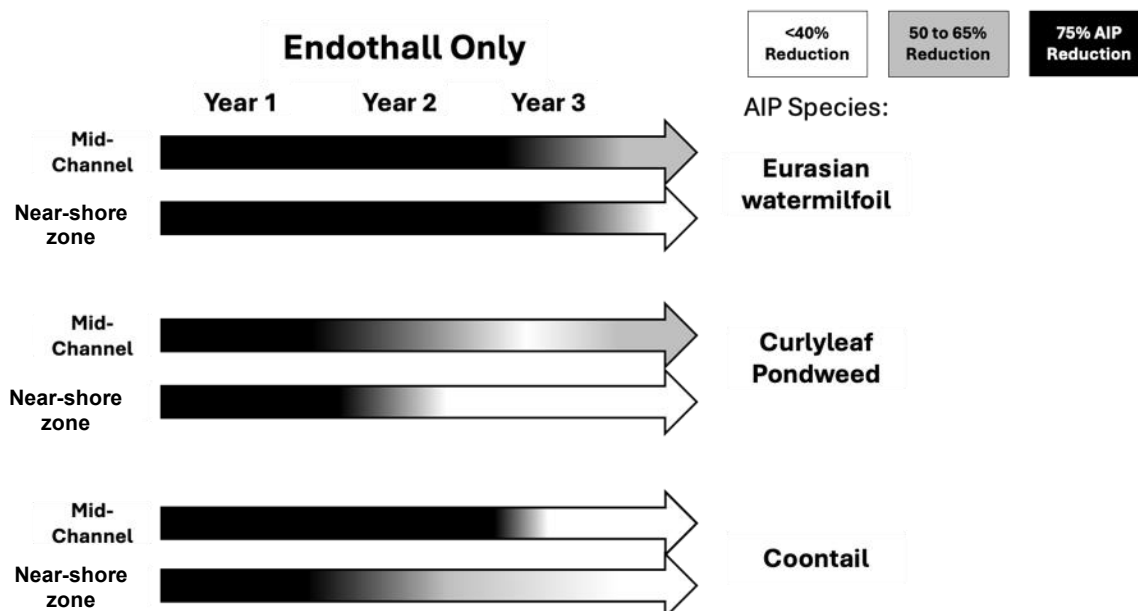 Endothall Only
<40%
Reduction
50 to 65%
Reduction
75% AIP
Reduction
Year 1
Year 2
Year 3
AIP Species:
Mid-
Channel
Near-shore
zone
Eurasian
watermilfoil
Mid-
Channel
Near-shore
zone
Curlyleaf
Pondweed
Mid-
Channel
Near-shore
zone
Coontail